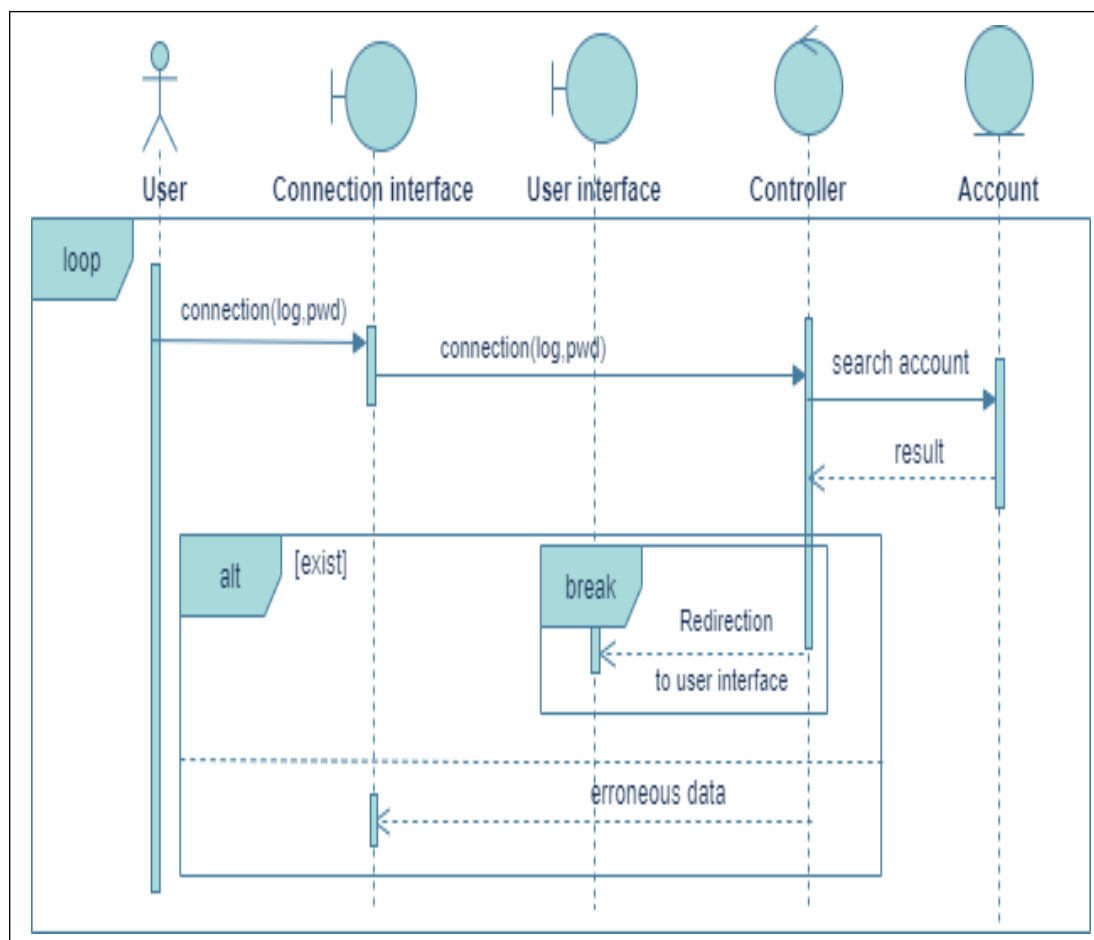 User
Connection interface
User interface
Controller
Account
loop
connection(log,pwd)
connection(log,pwd)
search account
result
alt
[exist]
break
Redirection
to user interface
erroneous data